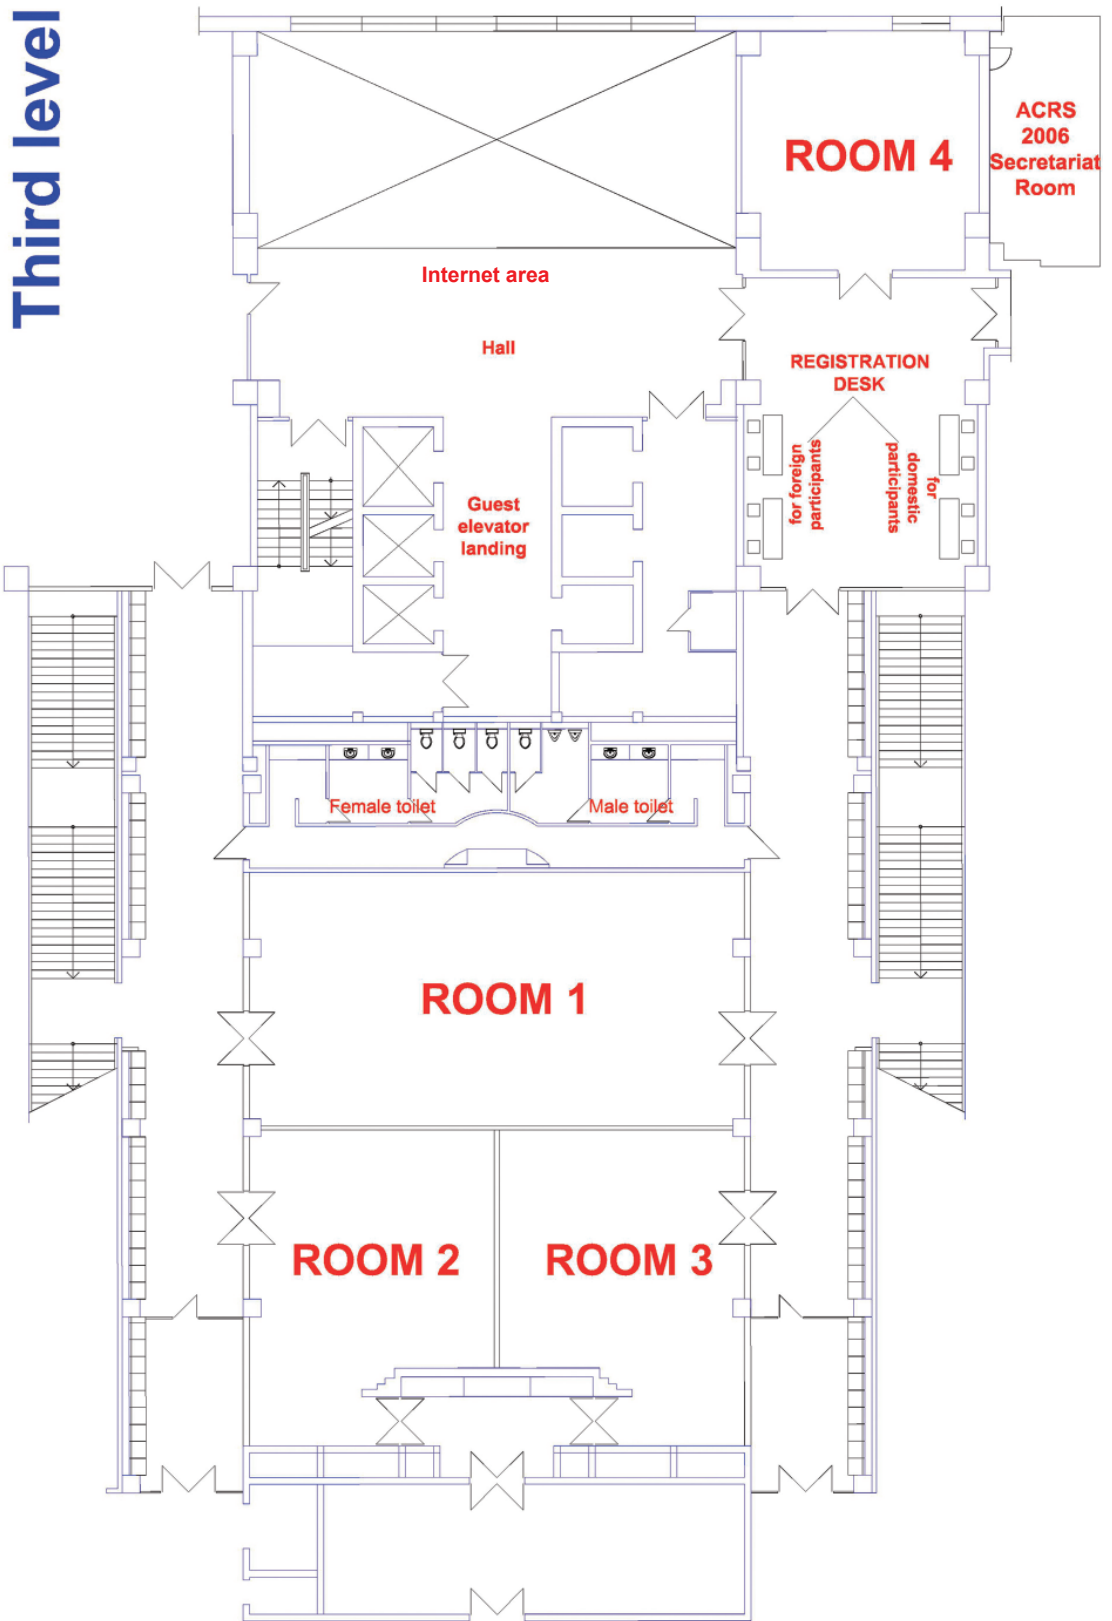 Third level
ROOM 4
ACRS
2006
Secretariat
Room
Internet area
Hall
REGISTRATION
DESK
for foreign
participants
for
domestic
participants
Guest
elevator
landing
Female toilet
Male toilet
ROOM 1
ROOM 2
ROOM 3